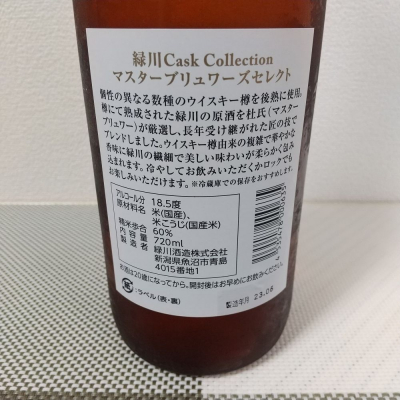 緑川Cask Collection
マスターブリュワーズセレクト
個性の異なる数種のウイスキー樽を後熟に使用。
樽にて熟成された緑川の原酒を杜氏(マスター
ブリュワー)が厳選し、長年受け継がれた匠の技で
ブレンドしました。ウイスキー樽由来の複雑で華やかな
香味に緑川の繊細で美しい味わいが柔らかく包み
込まれます。冷やしてお飲みいただくかロックでも
お楽しみいただけます。※冷蔵庫での保存をおすすめします。
アルコール分 18.5度
原材料名 米(国産)、
米こうじ(国産米)
精米歩合 60%
内容量 720ml
製造者 緑川酒造株式会社
新潟県魚沼市青島
4015番地1
お酒は20歳になってから。開封後はお早めにお飲みください。
紙:ラベル(表・裏)
製造年月 23.06
4 935478 000635